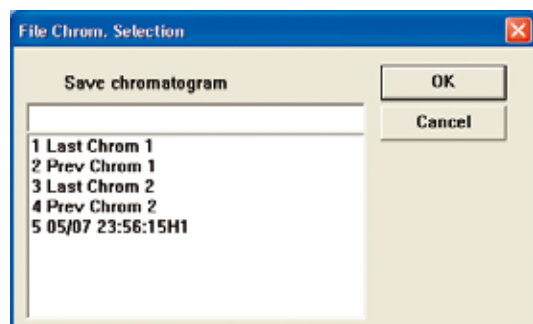 File Chrom. Selection
Save chromatogram
OK
Cancel
1 Last Chrom 1
2 Prev Chrom 1
3 Last Chrom 2
4 Prev Chrom 2
5 05/07 23:56:15H1